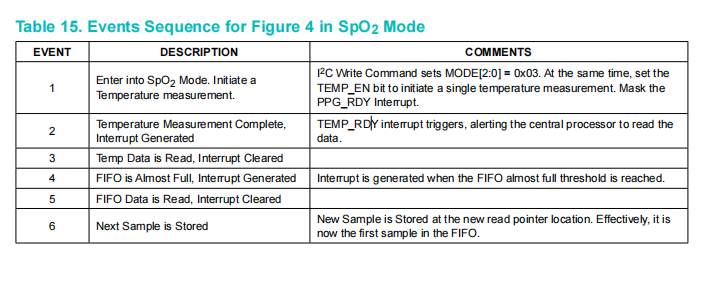 Table 15. Events Sequence for Figure 4 in SpO2 Mode
EVENT DESCRIPTION COMMENTS
1 Enter into SpO2 Mode. Initiate a Temperature measurement. I2C Write Command sets MODE[2:0] = 0x03. At the same time, set the TEMP_EN bit to initiate a single temperature measurement. Mask the PPG_RDY Interrupt.
2 Temperature Measurement Complete, Interrupt Generated TEMP_RDY interrupt triggers, alerting the central processor to read the data.
3 Temp Data is Read, Interrupt Cleared
4 FIFO is Almost Full, Interrupt Generated Interrupt is generated when the FIFO almost full threshold is reached.
5 FIFO Data is Read, Interrupt Cleared
6 Next Sample is Stored New Sample is Stored at the new read pointer location. Effectively, it is now the first sample in the FIFO.